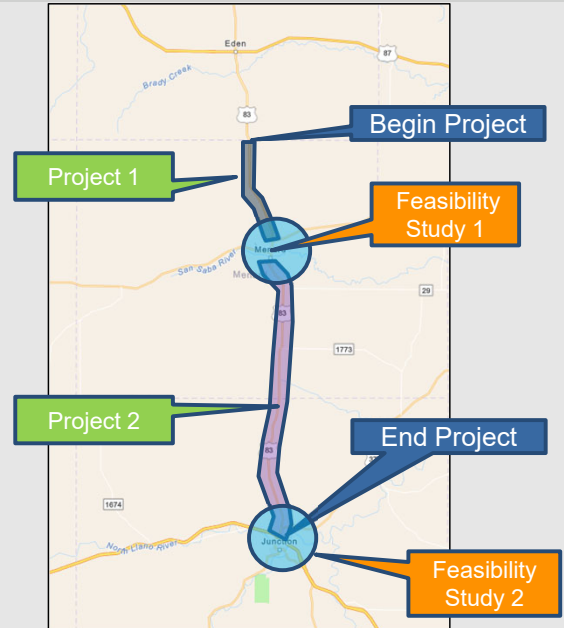 Eden
87
Brady Creek
83
Begin Project
Project 1
Feasibility
Study 1
San Saba River
29
83
1773
Project 2
End Project
83
1674
North Llano River
Junction
Feasibility
Study 2